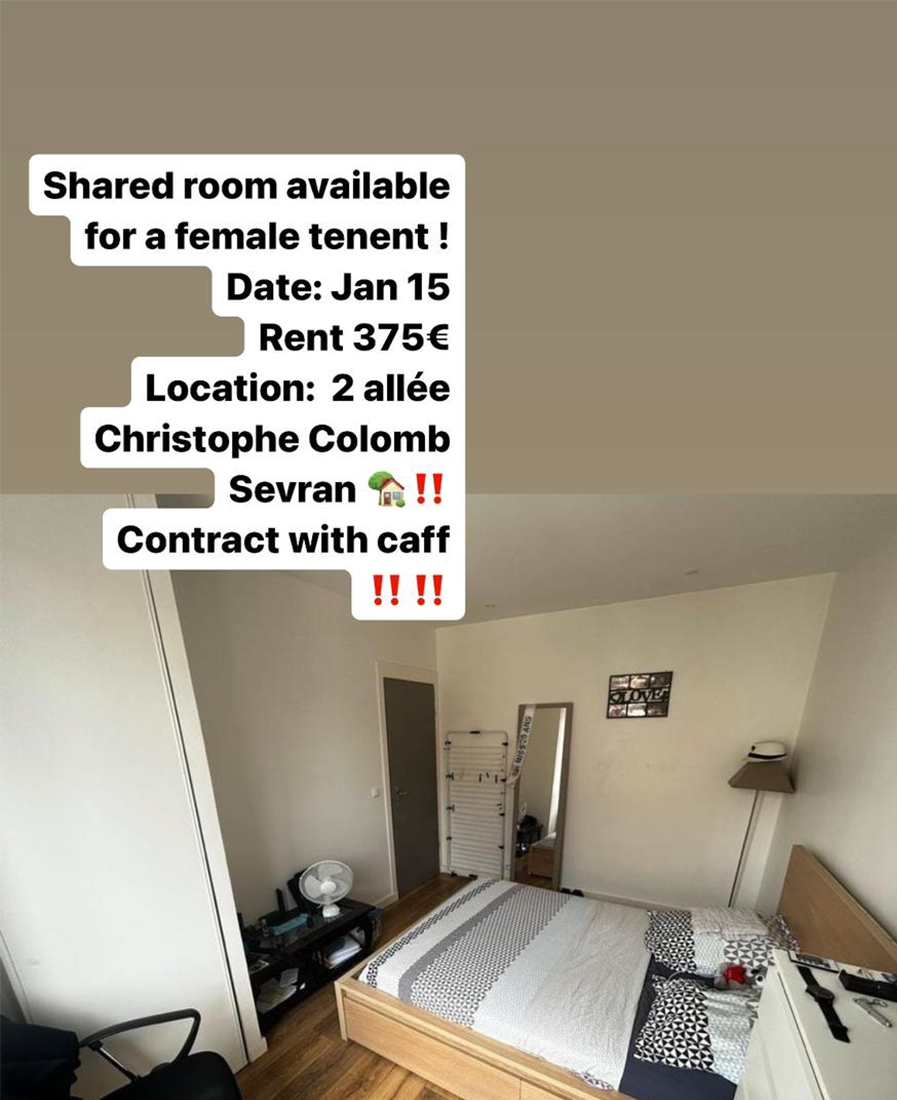 Shared room available
for a female tenent !
Date: Jan 15
Rent 375€
Location:  2 allée
Christophe Colomb
Sevran 🏡‼️
Contract with caff
‼️‼️
LOVE